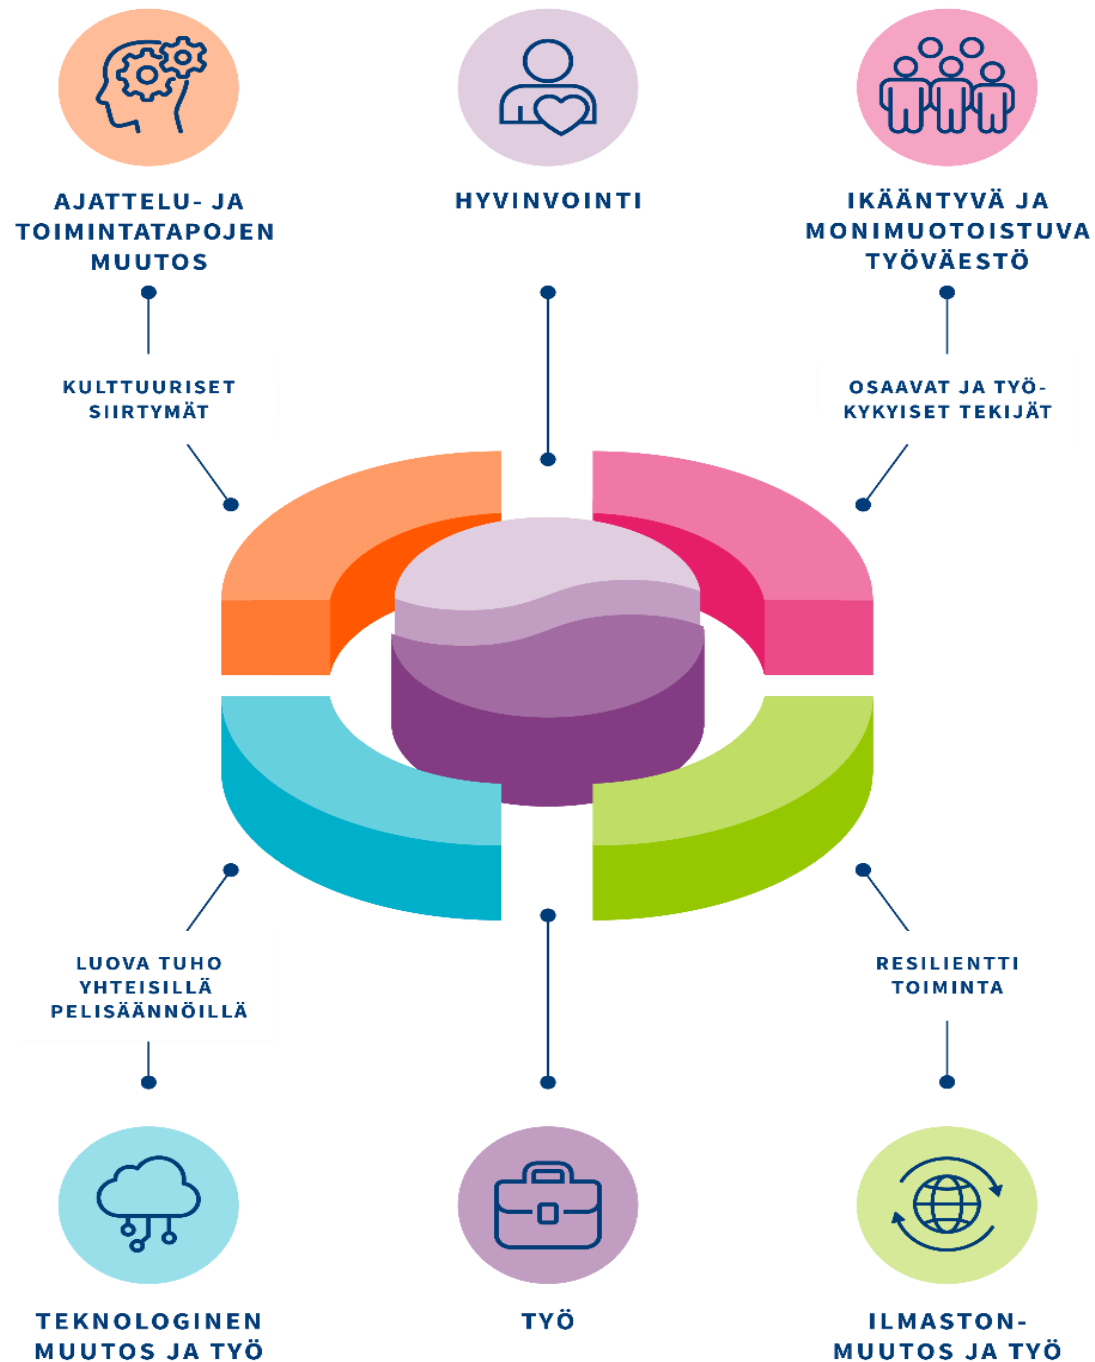 AJATTELU- JA
TOIMINTATAPOJEN
MUUTOS
HYVINVOINTI
IKÄÄNTYVÄ JA
MONIMUOTOISTUVA
TYÖVÄESTÖ
KULTTUURISET
SIIRTYMÄT
OSAAVAT JA TYÖ-
KYKYISET TEKIJÄT
LUOVA TUHO
YHTEISILLÄ
PELISÄÄNNÖILLÄ
RESILIENTTI
TOIMINTA
TEKNOLOGINEN
MUUTOS JA TYÖ
TYÖ
ILMASTON-
MUUTOS JA TYÖ